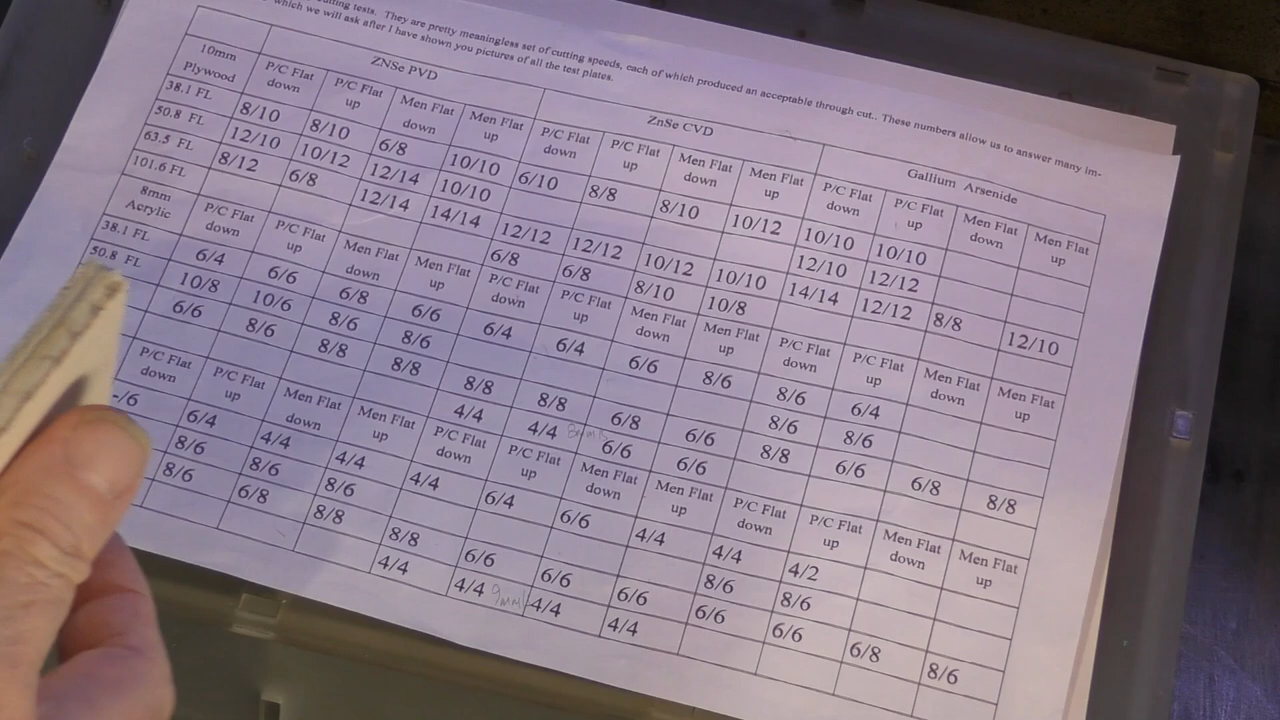 cutting tests. They are pretty meaningless set of cutting speeds, each of which produced an acceptable through cut.. These numbers allow us to answer many im-
which we will ask after I have shown you pictures of all the test plates.
ZNSe PVD ZnSe CVD Gallium Arsenide
10mm Plywood P/C Flat down P/C Flat up Men Flat down Men Flat up P/C Flat down P/C Flat up Men Flat down Men Flat up P/C Flat down P/C Flat up Men Flat down Men Flat up
38.1 FL 8/10 8/10 6/8 10/10 6/10 8/8 8/10 10/12 10/10 10/10
50.8 FL 12/10 10/12 12/14 10/10 12/10 12/12
63.5 FL 8/12 6/8 12/14 14/14 12/12 12/12 10/12 10/10 14/14 12/12 8/8 12/10
101.6 FL 6/8 6/8 8/10 10/8
8mm Acrylic P/C Flat down P/C Flat up Men Flat down Men Flat up P/C Flat down P/C Flat up Men Flat down Men Flat up P/C Flat down P/C Flat up Men Flat down Men Flat up
38.1 FL 6/4 6/6 6/8 6/6 6/4 6/4 6/6 8/6 8/6 6/4
50.8 FL 10/8 10/6 8/6 8/6 8/6 8/6
6/6 8/6 8/8 8/8 8/8 8/8 6/8 6/6 8/8 6/6 6/8 8/8
4/4 4/4 6/6 6/6
P/C Flat down P/C Flat up Men Flat down Men Flat up P/C Flat down P/C Flat up Men Flat down Men Flat up P/C Flat down P/C Flat up Men Flat down Men Flat up
-/6 6/4 4/4 4/4 4/4 6/4 6/6 4/4 4/4 4/2
8/6 8/6 8/6 8/6 8/6
8/6 6/8 8/8 8/8 6/6 6/6 6/6 6/6 6/6 6/8 8/6
4/4 4/4 9mm 4/4 4/4